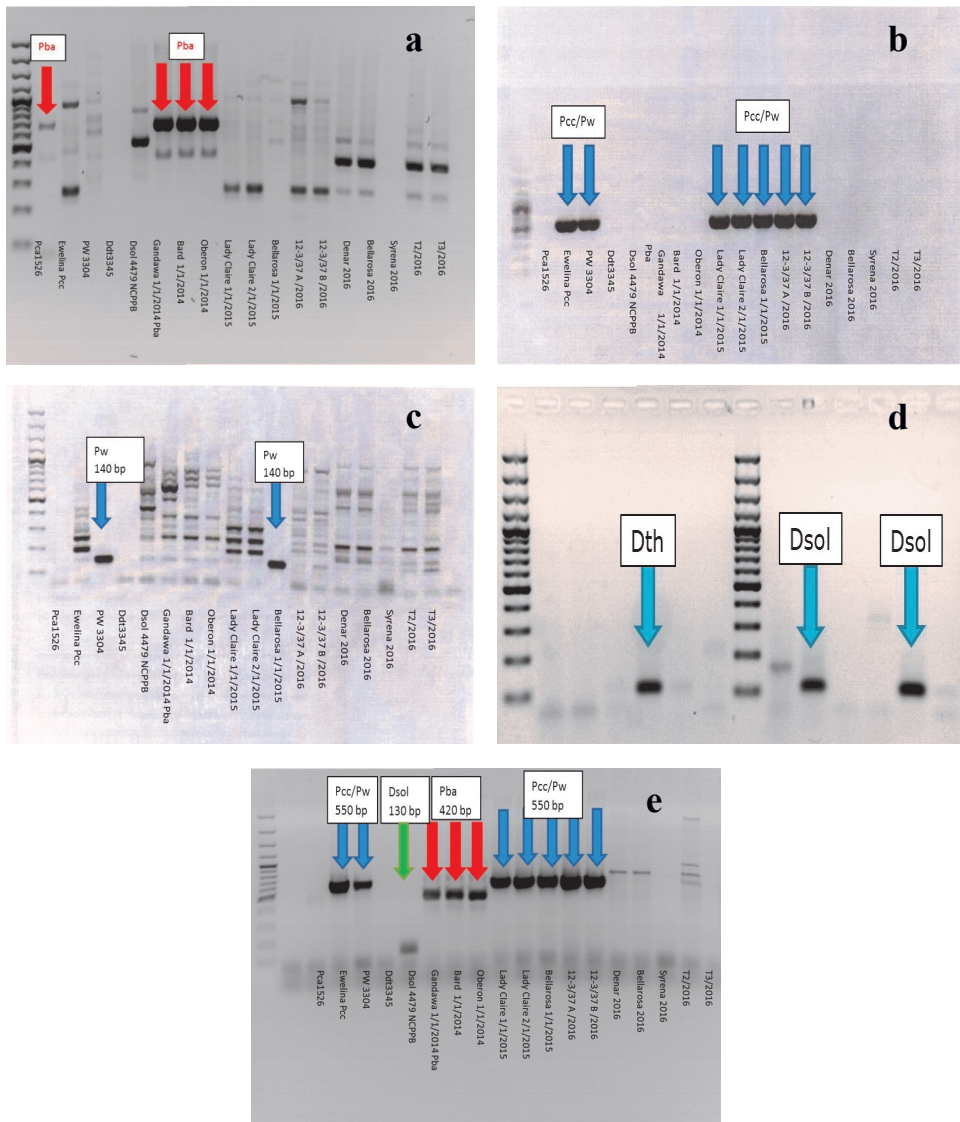 a
Pba
Pba
Pca1526
Ewelina Pcc
PW 3304
Ddt3345
Dsol 4479 NCPPB
Gandawa 1/1/2014 Pba
Bard 1/1/2014
Oberon 1/1/2014
Lady Claire 1/1/2015
Lady Claire 2/1/2015
Bellarosa 1/1/2015
12-3/37 A /2016
12-3/37 B /2016
Denar 2016
Bellarosa 2016
Syrena 2016
T2/2016
T3/2016
b
Pcc/Pw
Pcc/Pw
Pca1526
Ewelina Pcc
PW 3304
Ddt3345
Dsol 4479 NCPPB
Pba
Gandawa 1/1/2014
Bard 1/1/2014
Oberon 1/1/2014
Lady Claire 1/1/2015
Lady Claire 2/1/2015
Bellarosa 1/1/2015
12-3/37 A /2016
12-3/37 B /2016
Denar 2016
Bellarosa 2016
Syrena 2016
T2/2016
T3/2016
c
Pw
140 bp
Pw
140 bp
Pca1526
Ewelina Pcc
PW 3304
Ddt3345
Dsol 4479 NCPPB
Gandawa 1/1/2014 Pba
Bard 1/1/2014
Oberon 1/1/2014
Lady Claire 1/1/2015
Lady Claire 2/1/2015
Bellarosa 1/1/2015
12-3/37 A /2016
12-3/37 B /2016
Denar 2016
Bellarosa 2016
Syrena 2016
T2/2016
T3/2016
d
Dth
Dsol
Dsol
e
Pcc/Pw
550 bp
Dsol
130 bp
Pba
420 bp
Pcc/Pw
550 bp
Pca1526
Ewelina Pcc
PW 3304
Ddt3345
Dsol 4479 NCPPB
Gandawa 1/1/2014 Pba
Bard 1/1/2014
Oberon 1/1/2014
Lady Claire 1/1/2015
Lady Claire 2/1/2015
Bellarosa 1/1/2015
12-3/37 A /2016
12-3/37 B /2016
Denar 2016
Bellarosa 2016
Syrena 2016
T2/2016
T3/2016